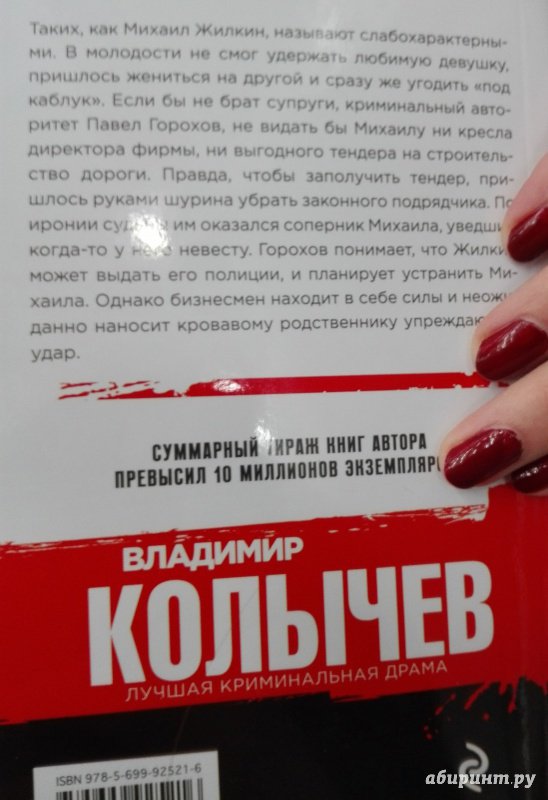 Таких, как Михаил Жилкин, называют слабохарактерны-
ми. В молодости не смог удержать любимую девушку,
пришлось жениться на другой и сразу же угодить «под
каблук». Если бы не брат супруги, криминальный авто-
ритет Павел Горохов, не видать бы Михаилу ни кресла
директора фирмы, ни выгодного тендера на строитель-
ство дороги. Правда, чтобы заполучить тендер, при-
шлось руками шурина убрать законного подрядчика. По
иронии судьбы им оказался соперник Михаила, уведши
когда-то у него невесту. Горохов понимает, что Жилки
может выдать его полиции, и планирует устранить Ми-
хаила. Однако бизнесмен находит в себе силы и неожи
данно наносит кровавому родственнику упреждаю
удар.
СУММАРНЫЙ ТИРАЖ КНИГ АВТОРА
ПРЕВЫСИЛ 10 МИЛЛИОНОВ ЭКЗЕМПЛЯРО
ВЛАДИМИР
КОЛЫЧЕВ
ЛУЧШАЯ КРИМИНАЛЬНАЯ ДРАМА
ISBN 978-5-699-92521-6
абиринт.ру